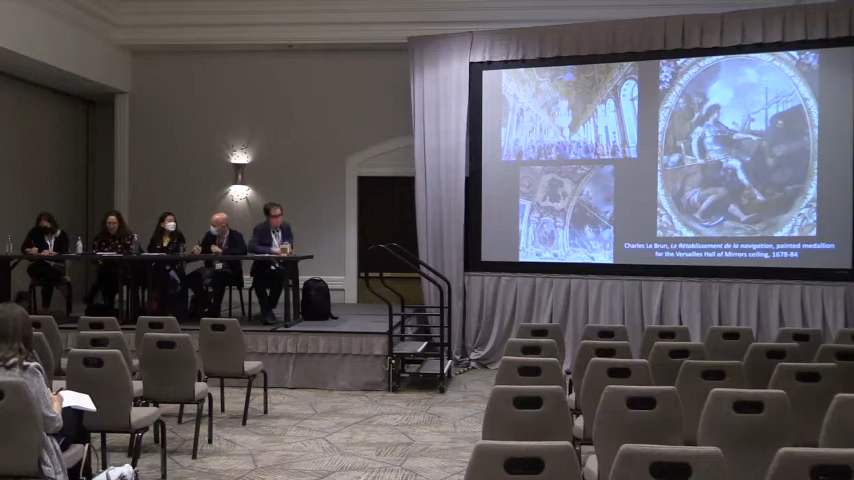 Charles Le Brun, Le Rétablissement de la navigation, painted medallion
for the Versailles Hall of Mirrors ceiling, 1678-84